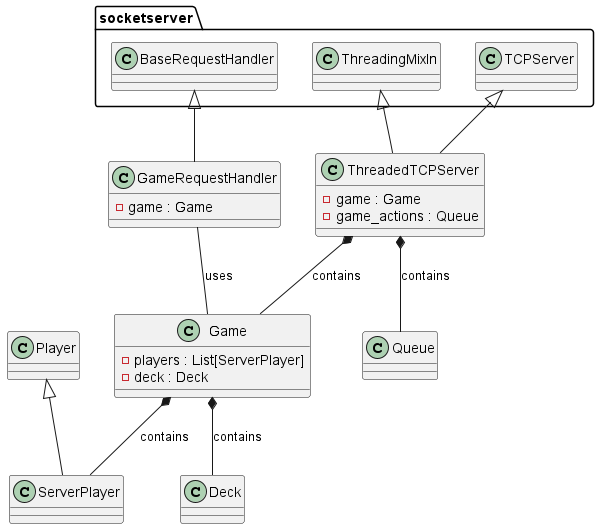 socketserver
C BaseRequestHandler
C ThreadingMixIn
C TCPServer
C GameRequestHandler
game : Game
C ThreadedTCPServer
game : Game
game_actions : Queue
uses
contains
contains
C Game
players : List[ServerPlayer]
deck : Deck
C Player
C Queue
contains
contains
C ServerPlayer
C Deck